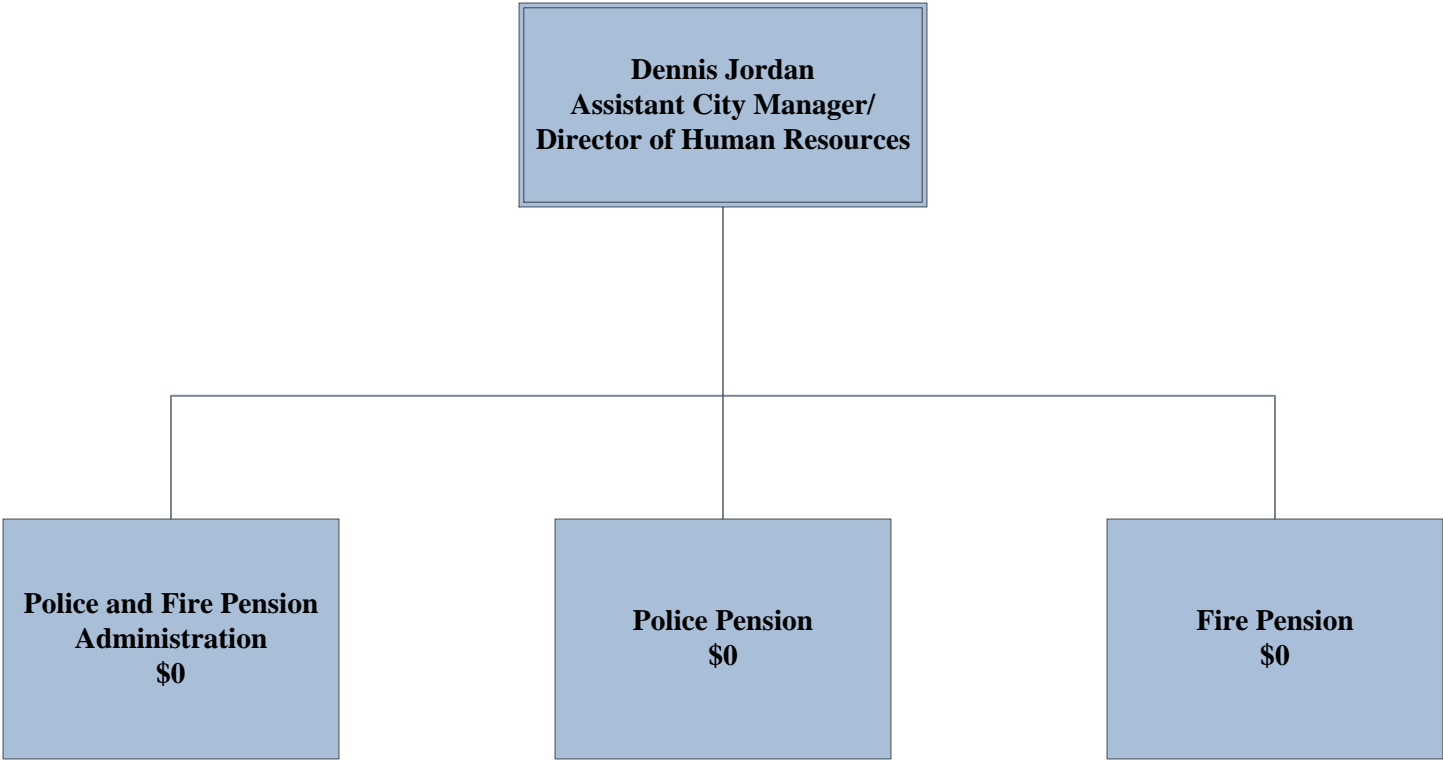 Dennis Jordan
Assistant City Manager/
Director of Human Resources
Police and Fire Pension
Administration
$0
Police Pension
$0
Fire Pension
$0